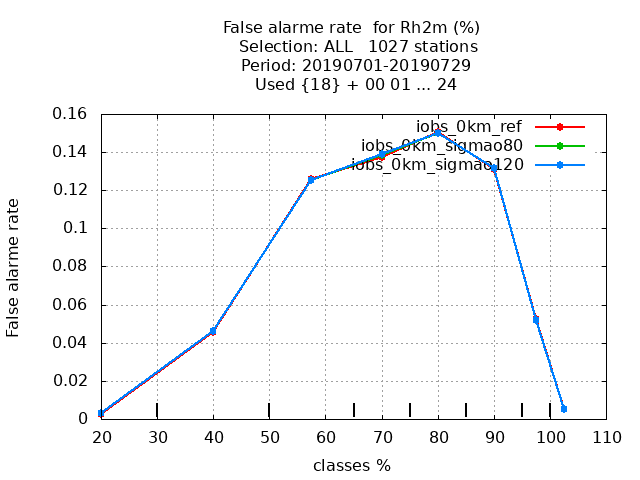 False alarme rate  for Rh2m (%)
Selection: ALL   1027 stations
Period: 20190701-20190729
Used {18} + 00 01 ... 24
0.16
0.14
0.12
0.1
0.08
0.06
0.04
0.02
0
False alarme rate
iobs_0km_ref
iobs_0km_sigmao80
iobs_0km_sigmao120
20 30 40 50 60 70 80 90 100 110
classes %